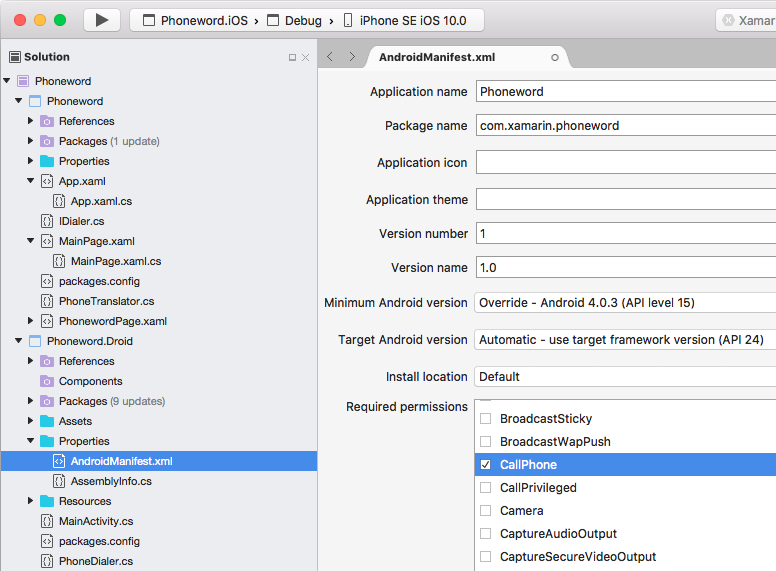 Phoneword.iOS › Debug › iPhone SE iOS 10.0
Xamar
Solution
Phoneword
Phoneword
References
Packages (1 update)
Properties
App.xaml
App.xaml.cs
IDialer.cs
MainPage.xaml
MainPage.xaml.cs
packages.config
PhoneTranslator.cs
PhonewordPage.xaml
Phoneword.Droid
References
Components
Packages (9 updates)
Assets
Properties
AndroidManifest.xml
AssemblyInfo.cs
Resources
MainActivity.cs
packages.config
PhoneDialer.cs
AndroidManifest.xml
Application name Phoneword
Package name com.xamarin.phoneword
Application icon
Application theme
Version number 1
Version name 1.0
Minimum Android version Override - Android 4.0.3 (API level 15)
Target Android version Automatic - use target framework version (API 24)
Install location Default
Required permissions
BroadcastSticky
BroadcastWapPush
CallPhone
CallPrivileged
Camera
CaptureAudioOutput
CaptureSecureVideoOutput